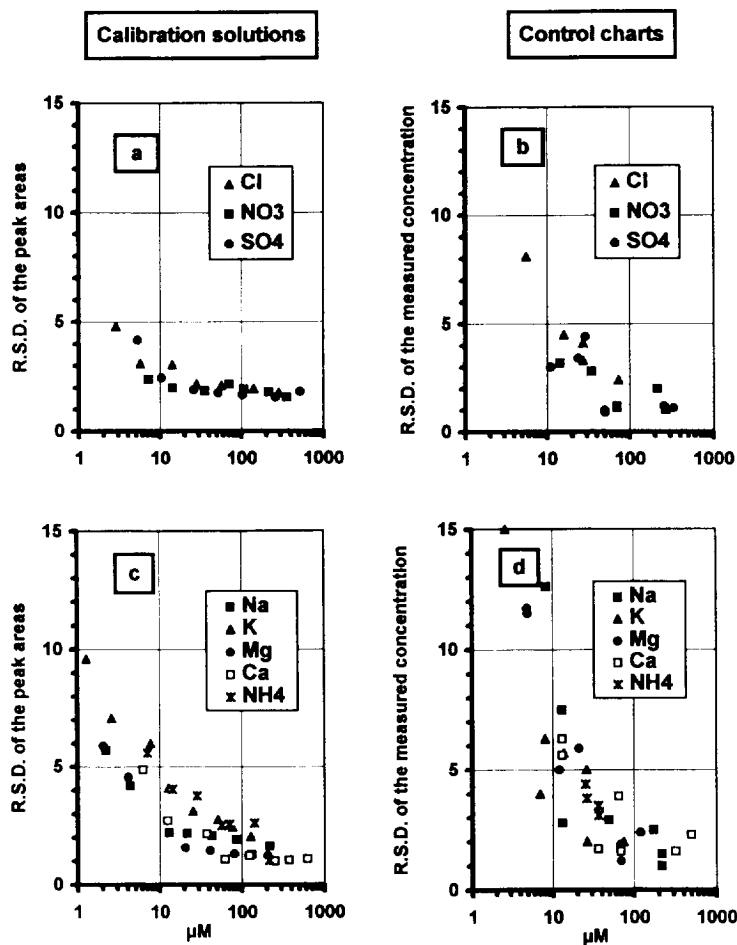 Calibration solutions
Control charts
R.S.D. of the peak areas
15
10
5
0
a
Cl
NO3
SO4
1 10 100 1000
R.S.D. of the measured concentration
15
10
5
0
b
Cl
NO3
SO4
1 10 100 1000
R.S.D. of the peak areas
15
10
5
0
c
Na
K
Mg
Ca
NH4
1 10 100 1000
µM
R.S.D. of the measured concentration
15
10
5
0
d
Na
K
Mg
Ca
NH4
1 10 100 1000
µM